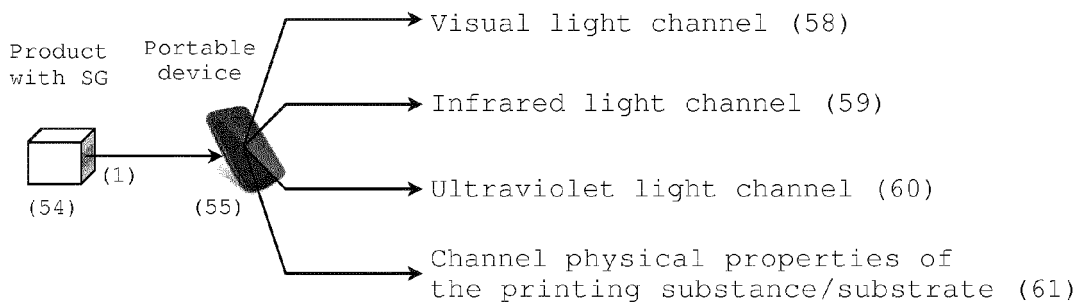 Visual light channel (58)
Product with SG
Portable device
Infrared light channel (59)
(1)
(54)
(55)
Ultraviolet light channel (60)
Channel physical properties of
the printing substance/substrate (61)